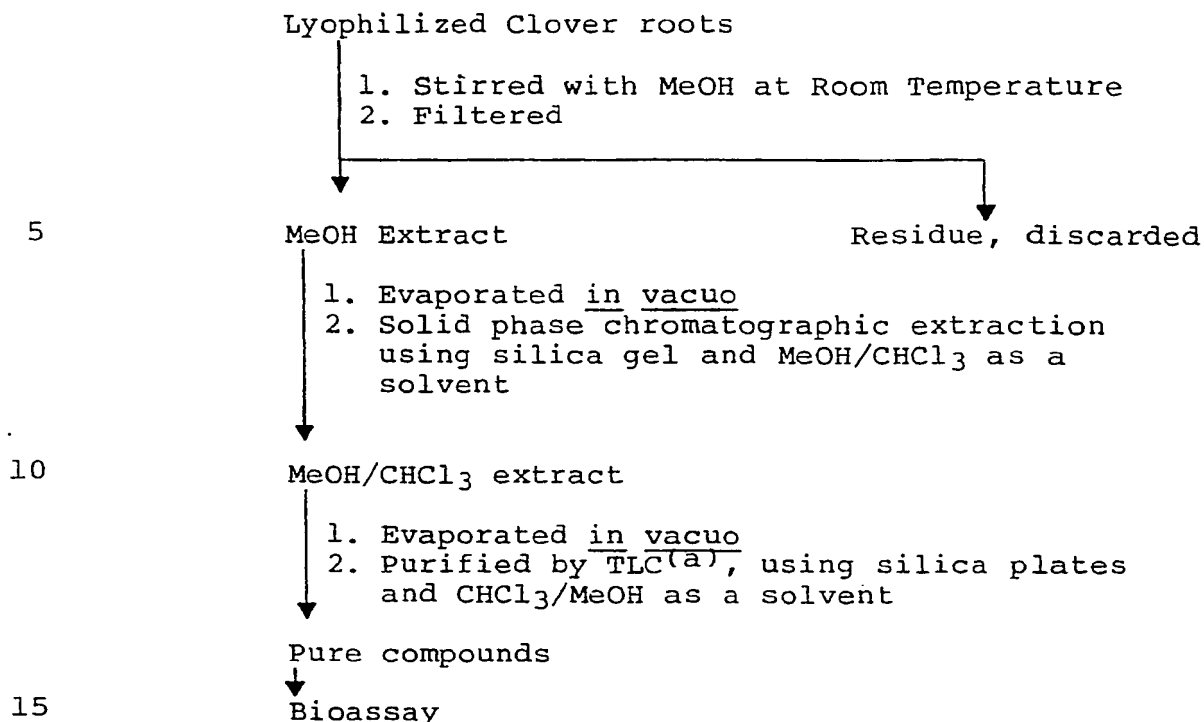 Lyophilized Clover roots
1. Stirred with MeOH at Room Temperature
2. Filtered
5 MeOH Extract Residue, discarded
1. Evaporated in vacuo
2. Solid phase chromatographic extraction
using silica gel and MeOH/CHCl3 as a
solvent
10 MeOH/CHCl3 extract
1. Evaporated in vacuo
2. Purified by TLC(a), using silica plates
and CHCl3/MeOH as a solvent
Pure compounds
15 Bioassay